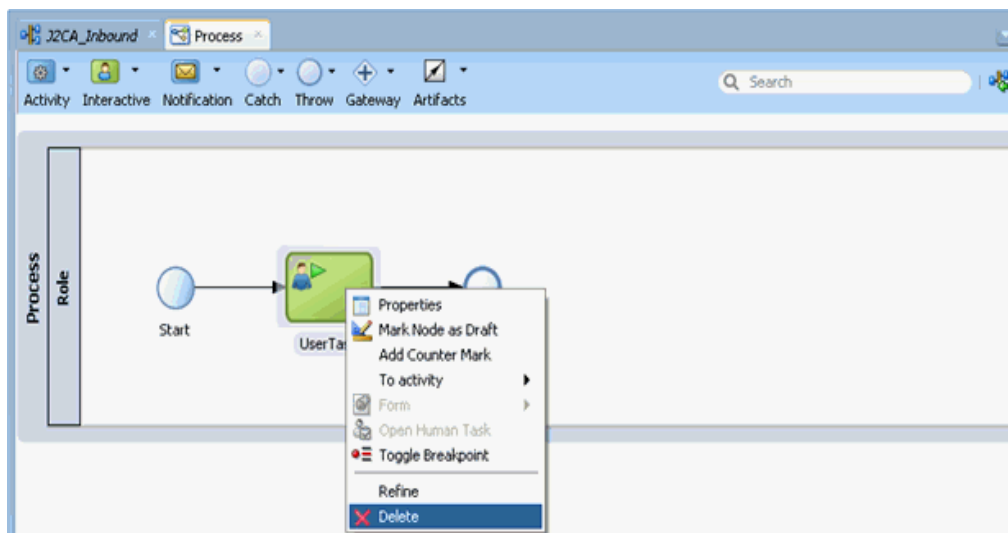 J2CA_Inbound
Process
Activity Interactive Notification Catch Throw Gateway Artifacts
Search
Process
Role
Start
UserTas
Properties
Mark Node as Draft
Add Counter Mark
To activity
Form
Open Human Task
Toggle Breakpoint
Refine
Delete